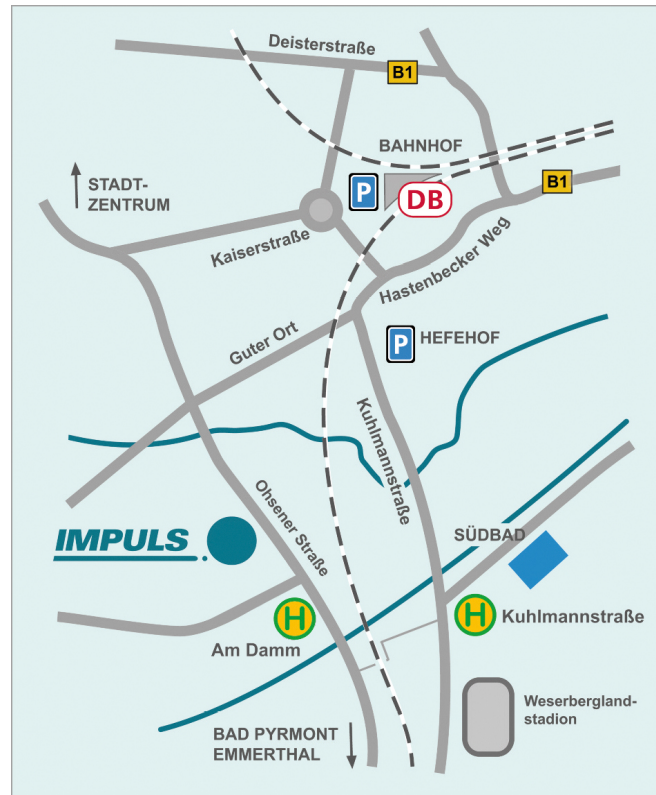 Deisterstraße
B1
BAHNHOF
P
DB
B1
STADT-
ZENTRUM
Kaiserstraße
Hastenbecker Weg
Guter Ort
P
HEFEHOF
Kuhlmannstraße
Ohsener Straße
IMPULS
SÜDBAD
H
Am Damm
H
Kuhlmannstraße
Weserbergland-
stadion
BAD PYRMONT
EMMERTHAL